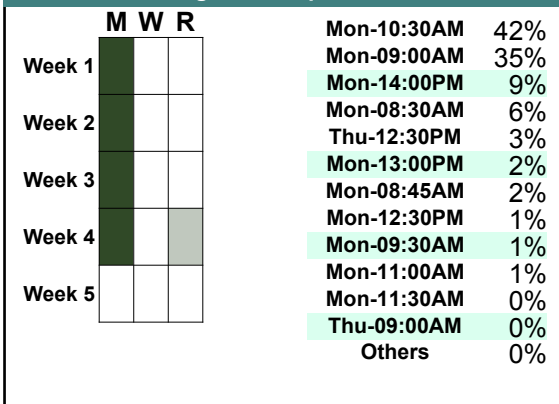 M W R
Week 1
Week 2
Week 3
Week 4
Week 5
Mon-10:30AM 42%
Mon-09:00AM 35%
Mon-14:00PM 9%
Mon-08:30AM 6%
Thu-12:30PM 3%
Mon-13:00PM 2%
Mon-08:45AM 2%
Mon-12:30PM 1%
Mon-09:30AM 1%
Mon-11:00AM 1%
Mon-11:30AM 0%
Thu-09:00AM 0%
Others 0%